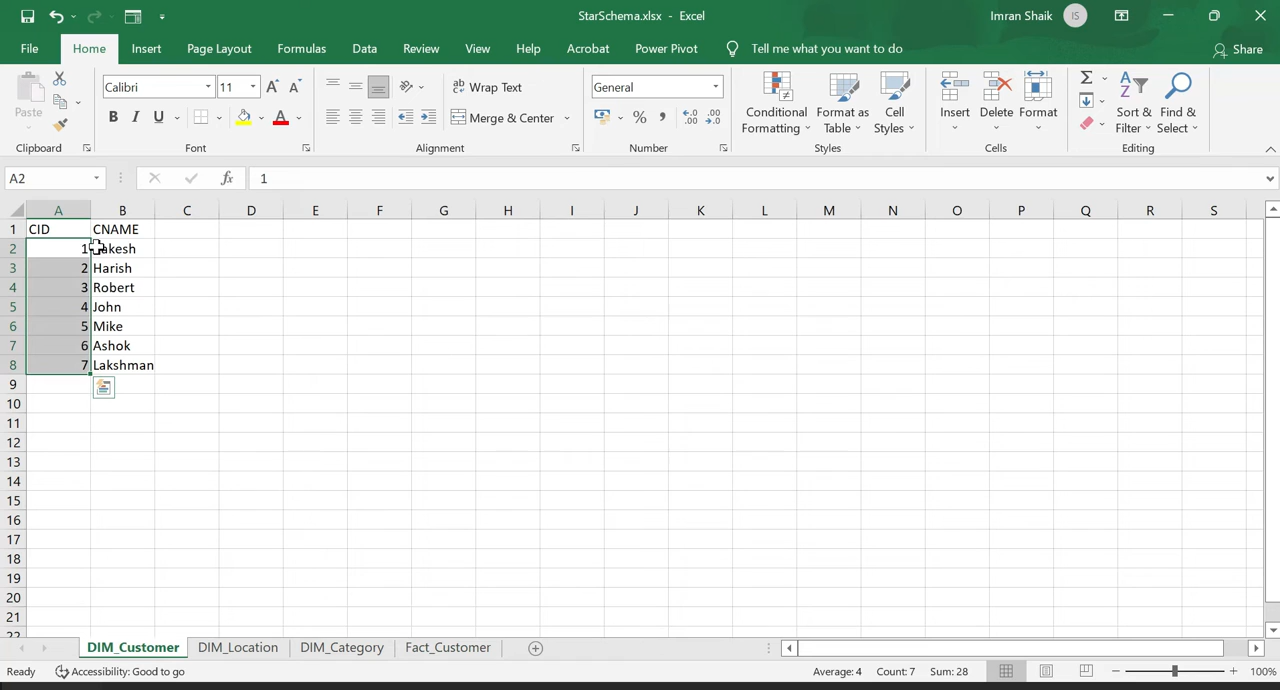 StarSchema.xlsx - Excel
Imran Shaik
IS
File Home Insert Page Layout Formulas Data Review View Help Acrobat Power Pivot Tell me what you want to do
Share
Paste
Clipboard
Calibri 11
B I U
Font
Wrap Text
Merge & Center
Alignment
General
Number
Conditional Formatting
Format as Table
Cell Styles
Styles
Insert Delete Format
Cells
Sort & Filter
Find & Select
Editing
A2 fx 1
A B C D E F G H I J K L M N O P Q R S
1 CID CNAME
2 1
3 2 Harish
4 3 Robert
5 4 John
6 5 Mike
7 6 Ashok
8 7 Lakshman
9
10
11
12
13
14
15
16
17
18
19
20
21
22
DIM_Customer DIM_Location DIM_Category Fact_Customer
Ready Accessibility: Good to go Average: 4 Count: 7 Sum: 28 100%